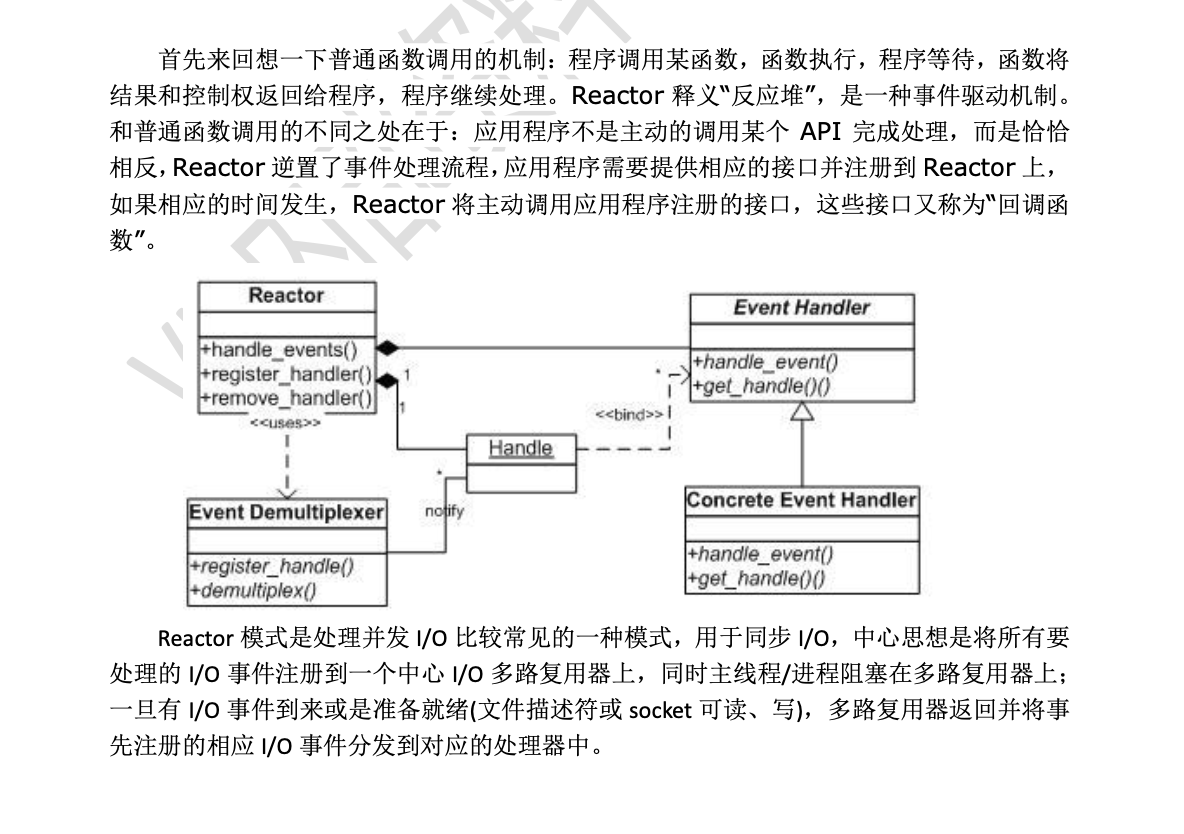 首先来回想一下普通函数调用的机制：程序调用某函数，函数执行，程序等待，函数将
结果和控制权返回给程序，程序继续处理。Reactor 释义“反应堆”，是一种事件驱动机制。
和普通函数调用的不同之处在于：应用程序不是主动的调用某个 API 完成处理，而是恰恰
相反，Reactor 逆置了事件处理流程，应用程序需要提供相应的接口并注册到 Reactor 上，
如果相应的时间发生，Reactor 将主动调用应用程序注册的接口，这些接口又称为“回调函
数”。
Reactor
+handle_events()
+register_handler()
+remove_handler()
<<uses>>
1
1
Event Handler
+handle_event()
+get_handle()()
*
<<bind>>
Handle
*
notify
Event Demultiplexer
+register_handle()
+demultiplex()
Concrete Event Handler
+handle_event()
+get_handle()()
Reactor 模式是处理并发 I/O 比较常见的一种模式，用于同步 I/O，中心思想是将所有要
处理的 I/O 事件注册到一个中心 I/O 多路复用器上，同时主线程/进程阻塞在多路复用器上；
一旦有 I/O 事件到来或是准备就绪(文件描述符或 socket 可读、写)，多路复用器返回并将事
先注册的相应 I/O 事件分发到对应的处理器中。